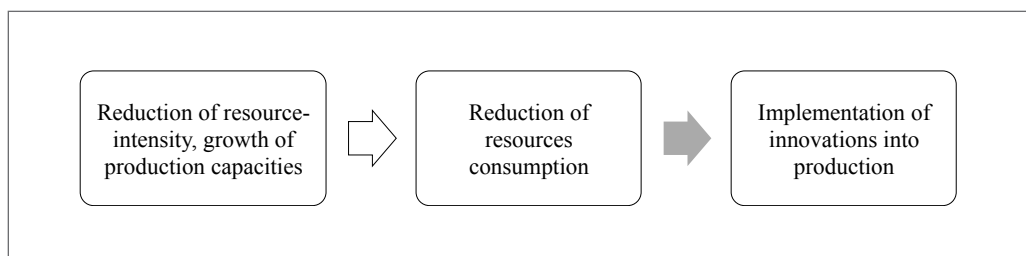 Reduction of resource-
intensity, growth of
production capacities
Reduction of
resources
consumption
Implementation of
innovations into
production